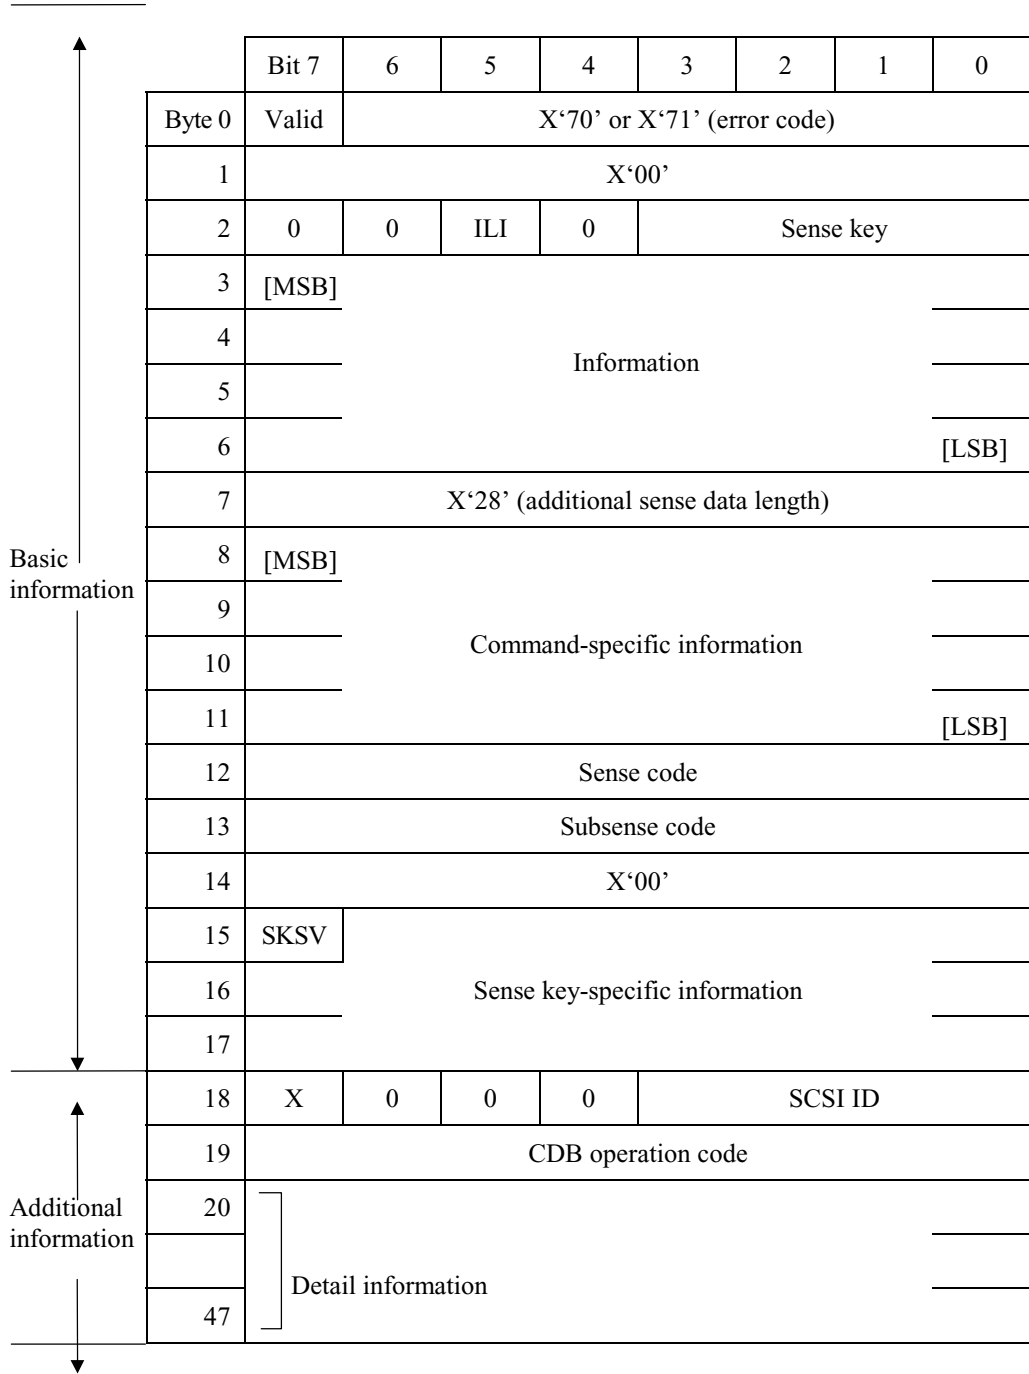 Bit 7 6 5 4 3 2 1 0
Byte 0 Valid X‘70’ or X‘71’ (error code)
1 X‘00’
2 0 0 ILI 0 Sense key
3 [MSB]
4
Information
5
6 [LSB]
7 X‘28’ (additional sense data length)
Basic
information
8 [MSB]
9
Command-specific information
10
11 [LSB]
12 Sense code
13 Subsense code
14 X‘00’
15 SKSV
16 Sense key-specific information
17
18 X 0 0 0 SCSI ID
19 CDB operation code
Additional
information
20
Detail information
47